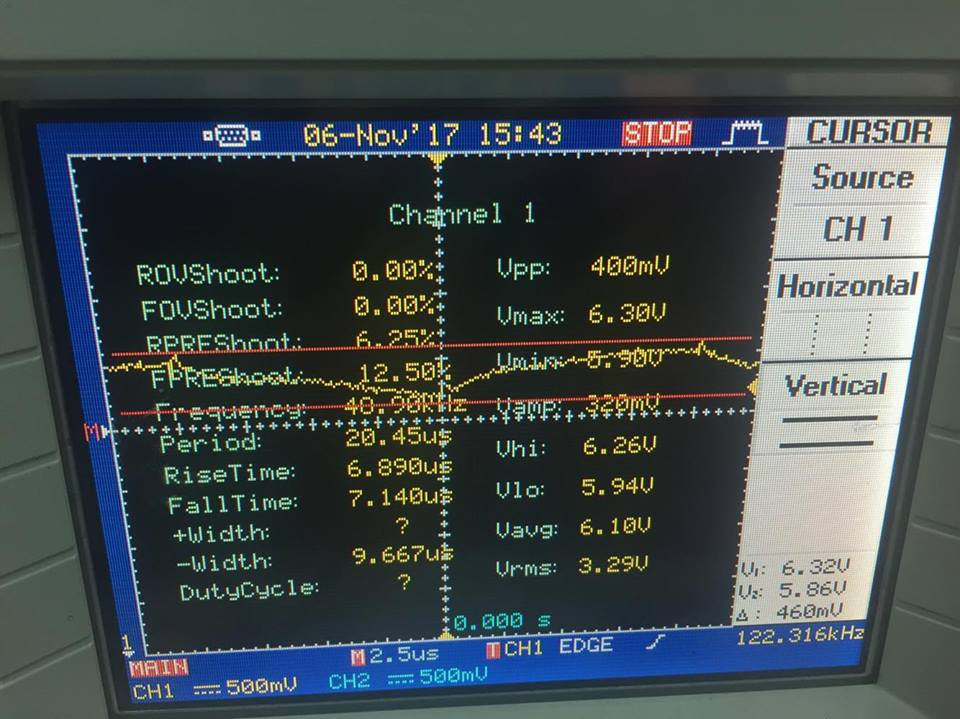 06-Nov'17 15:43 STOP
CURSOR
Source
CH 1
Horizontal
Vertical
V1: 6.32V
V2: 5.86V
Δ: 460mV
Channel 1
ROVShoot: 0.00%
FOVShoot: 0.00%
RPREShoot: 6.25%
FPREShoot: 12.50%
Frequency: 48.90kHz
Period: 20.45us
RiseTime: 6.890us
FallTime: 7.140us
+Width: ?
-Width: 9.667us
DutyCycle: ?
Vpp: 400mV
Vmax: 6.30V
Vmin: 5.90V
Vamp: 320mV
Vhi: 6.26V
Vlo: 5.94V
Vavg: 6.10V
Vrms: 3.29V
M
1
0.000 s
MAIN
M 2.5us
T CH1 EDGE
122.316kHz
CH1 500mV
CH2 500mV